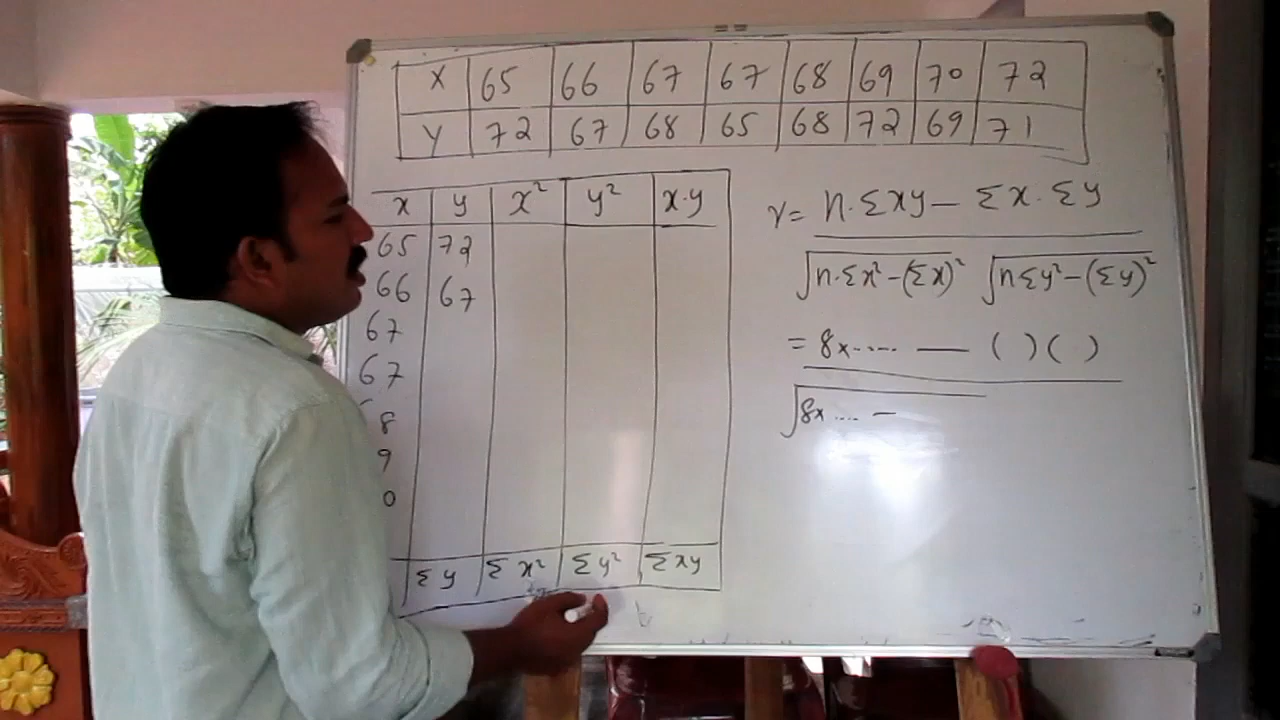 X 65 66 67 67 68 69 70 72
Y 72 67 68 65 68 72 69 71
x y x² y² x·y
65 72
66 67
67
67
8
9
0
Σy Σx² Σy² Σxy
r = n·Σxy - Σx·Σy
√n·Σx²-(Σx)² √nΣy²-(Σy)²
= 8x..... — ( )( )
√8x .... -